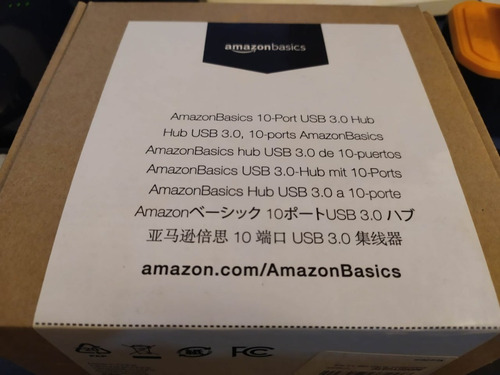 amazonbasics
AmazonBasics 10-Port USB 3.0 Hub
Hub USB 3.0, 10-ports AmazonBasics
AmazonBasics hub USB 3.0 de 10-puertos
AmazonBasics USB 3.0-Hub mit 10-Ports
AmazonBasics Hub USB 3.0 a 10-porte
Amazonベーシック 10ポートUSB 3.0 ハブ
亚马逊倍思 10 端口 USB 3.0 集线器
amazon.com/AmazonBasics
FC